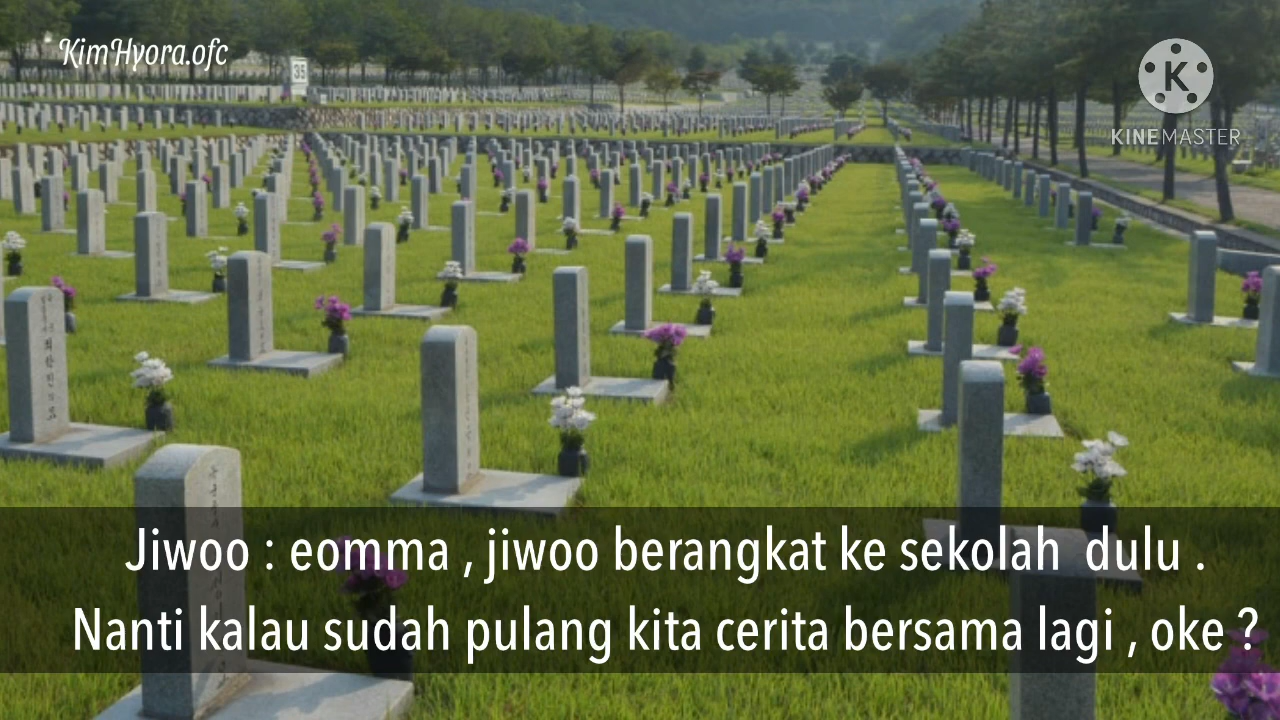 KimHyora.ofc
35
K
KINEMASTER
Jiwoo : eomma , jiwoo berangkat ke sekolah dulu .
Nanti kalau sudah pulang kita cerita bersama lagi , oke ?